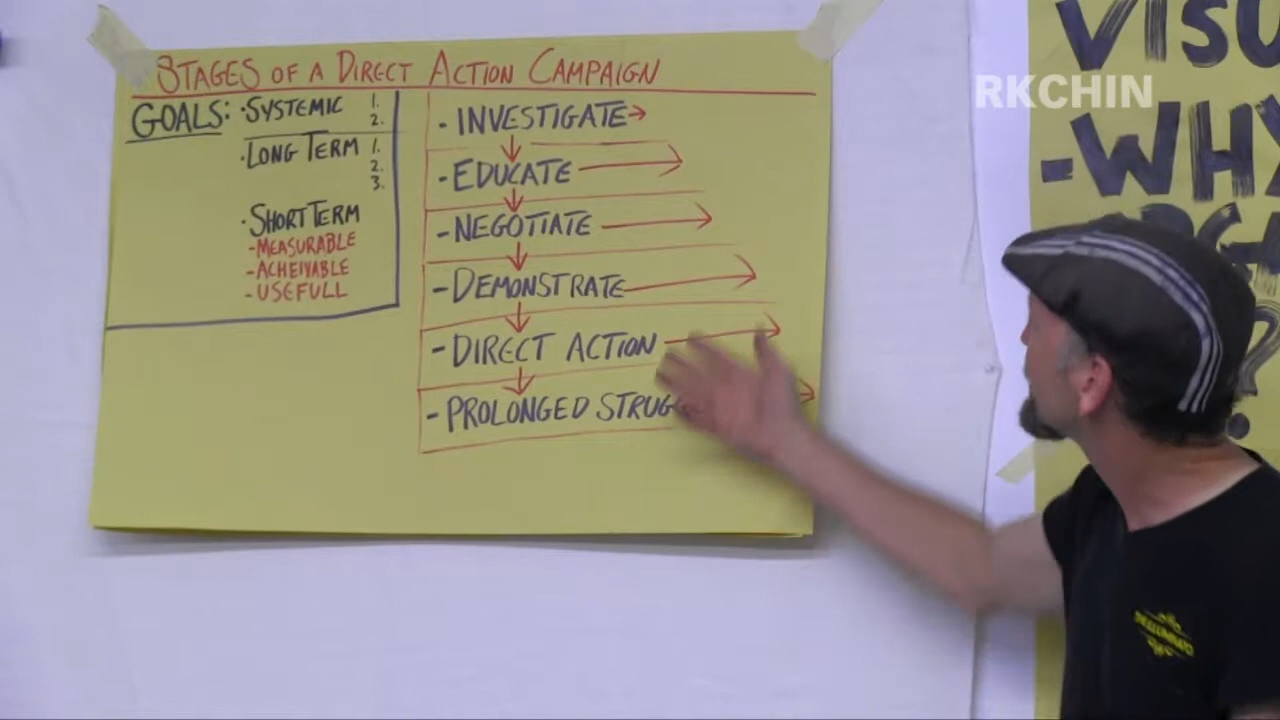 STAGES OF A DIRECT ACTION CAMPAIGN
GOALS: ·SYSTEMIC 1.
2.
·LONG TERM 1.
2.
3.
·SHORT TERM
-MEASURABLE
-ACHEIVABLE
-USEFULL
- INVESTIGATE
- EDUCATE
- NEGOTIATE
- DEMONSTRATE
- DIRECT ACTION
- PROLONGED STRUG
RKCHIN
VISU
-WHY
?